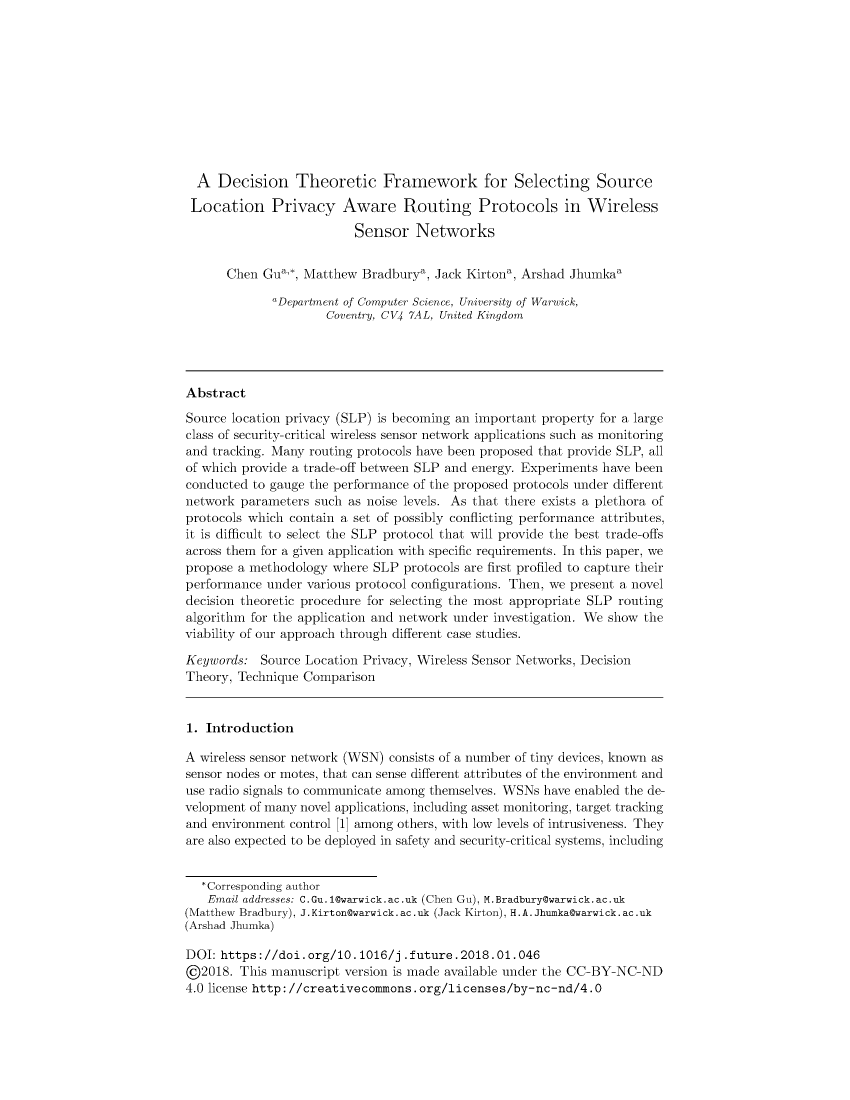 A Decision Theoretic Framework for Selecting Source
Location Privacy Aware Routing Protocols in Wireless
Sensor Networks
Chen Guᵃ,*, Matthew Bradburyᵃ, Jack Kirtonᵃ, Arshad Jhumkaᵃ
ᵃDepartment of Computer Science, University of Warwick,
Coventry, CV4 7AL, United Kingdom
Abstract
Source location privacy (SLP) is becoming an important property for a large
class of security-critical wireless sensor network applications such as monitoring
and tracking. Many routing protocols have been proposed that provide SLP, all
of which provide a trade-off between SLP and energy. Experiments have been
conducted to gauge the performance of the proposed protocols under different
network parameters such as noise levels. As that there exists a plethora of
protocols which contain a set of possibly conflicting performance attributes,
it is difficult to select the SLP protocol that will provide the best trade-offs
across them for a given application with specific requirements. In this paper, we
propose a methodology where SLP protocols are first profiled to capture their
performance under various protocol configurations. Then, we present a novel
decision theoretic procedure for selecting the most appropriate SLP routing
algorithm for the application and network under investigation. We show the
viability of our approach through different case studies.
Keywords: Source Location Privacy, Wireless Sensor Networks, Decision
Theory, Technique Comparison
1. Introduction
A wireless sensor network (WSN) consists of a number of tiny devices, known as
sensor nodes or motes, that can sense different attributes of the environment and
use radio signals to communicate among themselves. WSNs have enabled the de-
velopment of many novel applications, including asset monitoring, target tracking
and environment control [1] among others, with low levels of intrusiveness. They
are also expected to be deployed in safety and security-critical systems, including
*Corresponding author
Email addresses: C.Gu.1@warwick.ac.uk (Chen Gu), M.Bradbury@warwick.ac.uk
(Matthew Bradbury), J.Kirton@warwick.ac.uk (Jack Kirton), H.A.Jhumka@warwick.ac.uk
(Arshad Jhumka)
DOI: https://doi.org/10.1016/j.future.2018.01.046
©2018. This manuscript version is made available under the CC-BY-NC-ND
4.0 license http://creativecommons.org/licenses/by-nc-nd/4.0